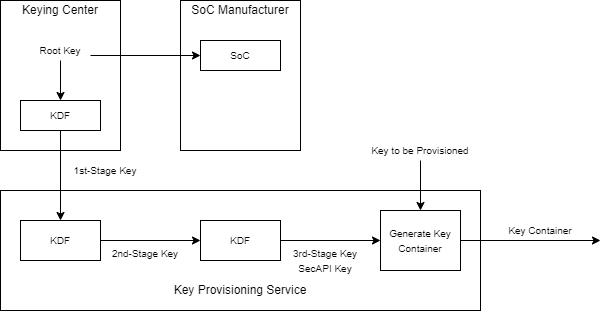 Keying Center
SoC Manufacturer
Root Key
SoC
KDF
1st-Stage Key
Key to be Provisioned
KDF
2nd-Stage Key
KDF
3rd-Stage Key
SecAPI Key
Generate Key
Container
Key Container
Key Provisioning Service